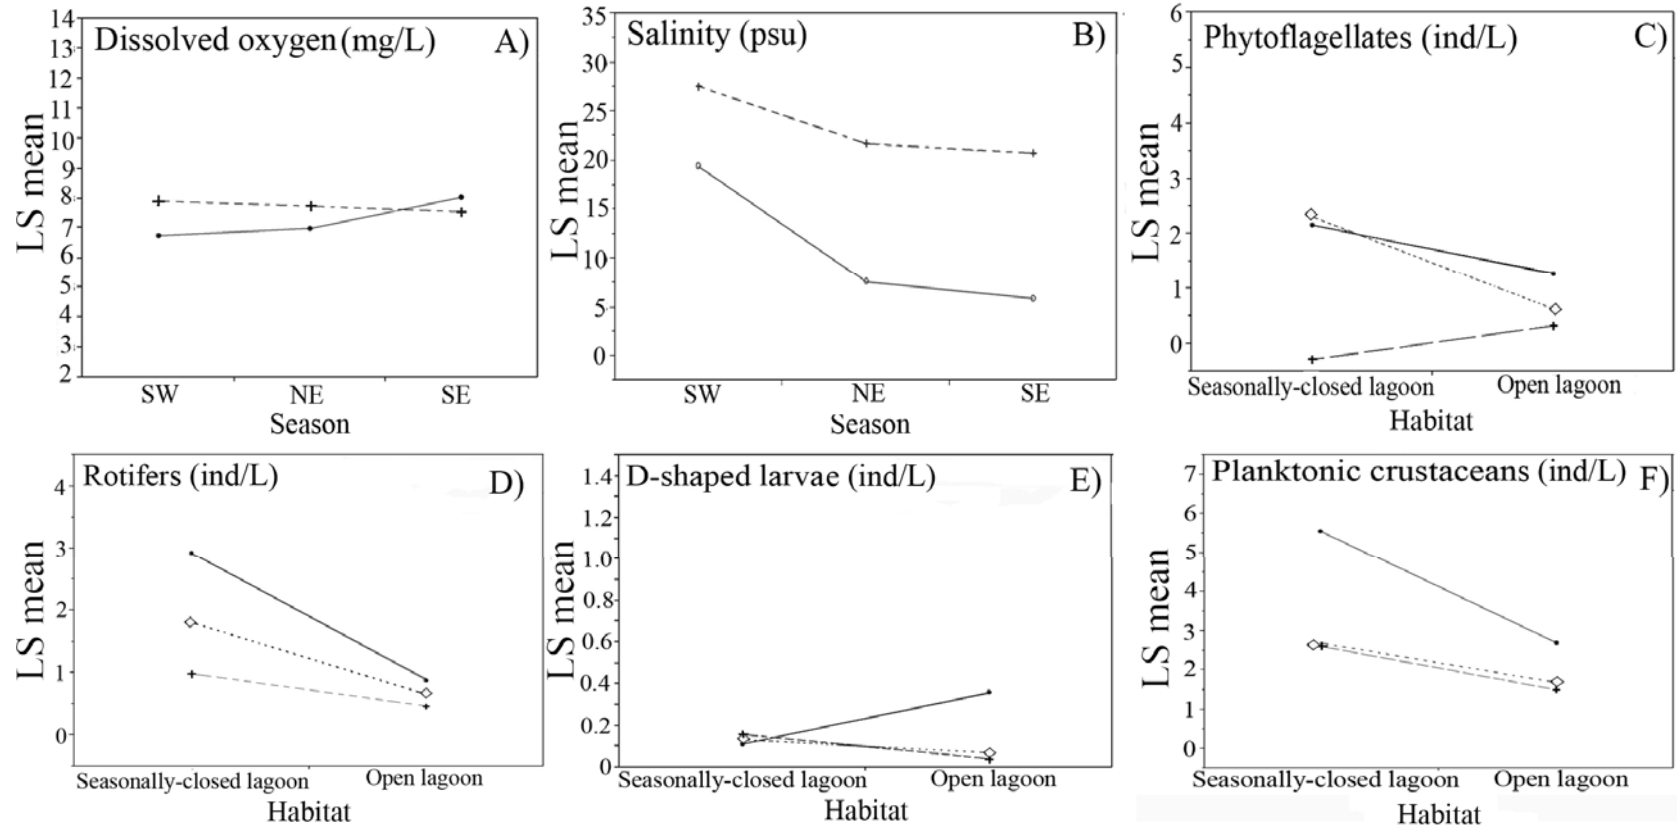 Dissolved oxygen (mg/L) A)
LS mean
14
13
12
11
10
9
8
7
6
5
4
3
2
SW NE SE
Season
Salinity (psu) B)
LS mean
35
30
25
20
15
10
5
0
SW NE SE
Season
Phytoflagellates (ind/L) C)
LS mean
6
5
4
3
2
1
0
Seasonally-closed lagoon Open lagoon
Habitat
Rotifers (ind/L) D)
LS mean
4
3
2
1
0
Seasonally-closed lagoon Open lagoon
Habitat
D-shaped larvae (ind/L) E)
LS mean
1.4
1.2
1.0
0.8
0.6
0.4
0.2
0
Seasonally-closed lagoon Open lagoon
Habitat
Planktonic crustaceans (ind/L) F)
LS mean
7
6
5
4
3
2
1
0
Seasonally-closed lagoon Open lagoon
Habitat